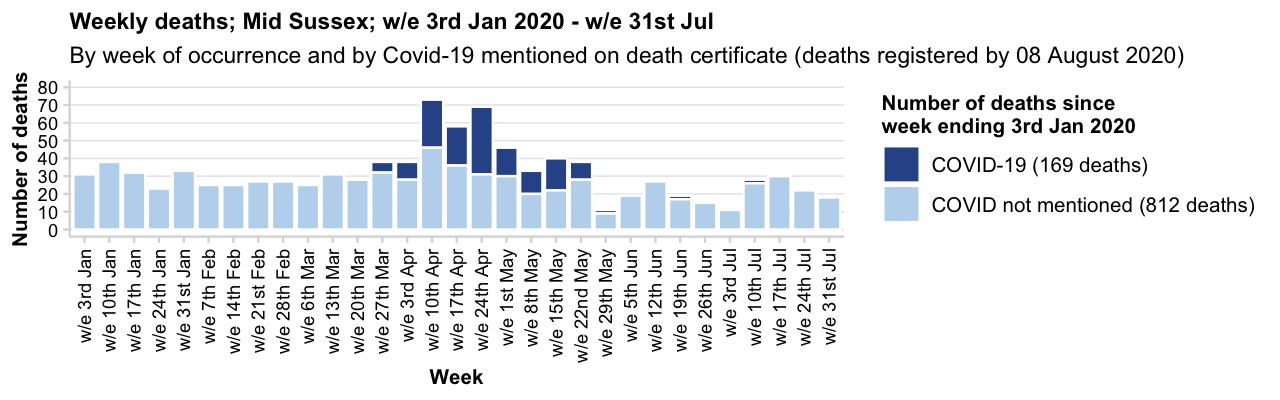 Weekly deaths; Mid Sussex; w/e 3rd Jan 2020 - w/e 31st Jul
By week of occurrence and by Covid-19 mentioned on death certificate (deaths registered by 08 August 2020)
Number of deaths
80
70
60
50
40
30
20
10
0
w/e 3rd Jan
w/e 10th Jan
w/e 17th Jan
w/e 24th Jan
w/e 31st Jan
w/e 7th Feb
w/e 14th Feb
w/e 21st Feb
w/e 28th Feb
w/e 6th Mar
w/e 13th Mar
w/e 20th Mar
w/e 27th Mar
w/e 3rd Apr
w/e 10th Apr
w/e 17th Apr
w/e 24th Apr
w/e 1st May
w/e 8th May
w/e 15th May
w/e 22nd May
w/e 29th May
w/e 5th Jun
w/e 12th Jun
w/e 19th Jun
w/e 26th Jun
w/e 3rd Jul
w/e 10th Jul
w/e 17th Jul
w/e 24th Jul
w/e 31st Jul
Week
Number of deaths since
week ending 3rd Jan 2020
COVID-19 (169 deaths)
COVID not mentioned (812 deaths)